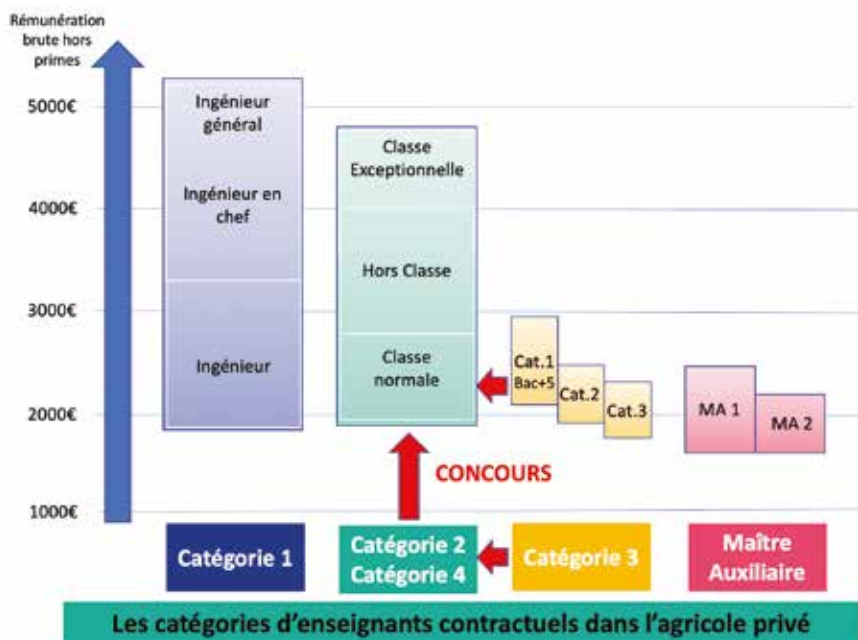 Rémunération
brute hors
primes
5000€
4000€
3000€
2000€
1000€
Ingénieur
général
Ingénieur en
chef
Ingénieur
Classe
Exceptionnelle
Hors Classe
Classe
normale
Cat.1
Bac+5
Cat.2
Cat.3
MA 1
MA 2
CONCOURS
Catégorie 1
Catégorie 2
Catégorie 4
Catégorie 3
Maître
Auxiliaire
Les catégories d'enseignants contractuels dans l'agricole privé